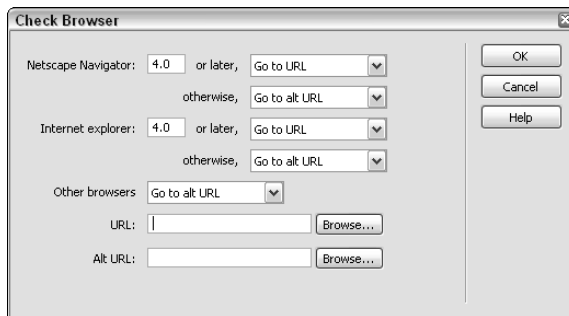 Check Browser
Netscape Navigator: 4.0 or later, Go to URL
otherwise, Go to alt URL
Internet explorer: 4.0 or later, Go to URL
otherwise, Go to alt URL
Other browsers Go to alt URL
URL: Browse...
Alt URL: Browse...
OK
Cancel
Help